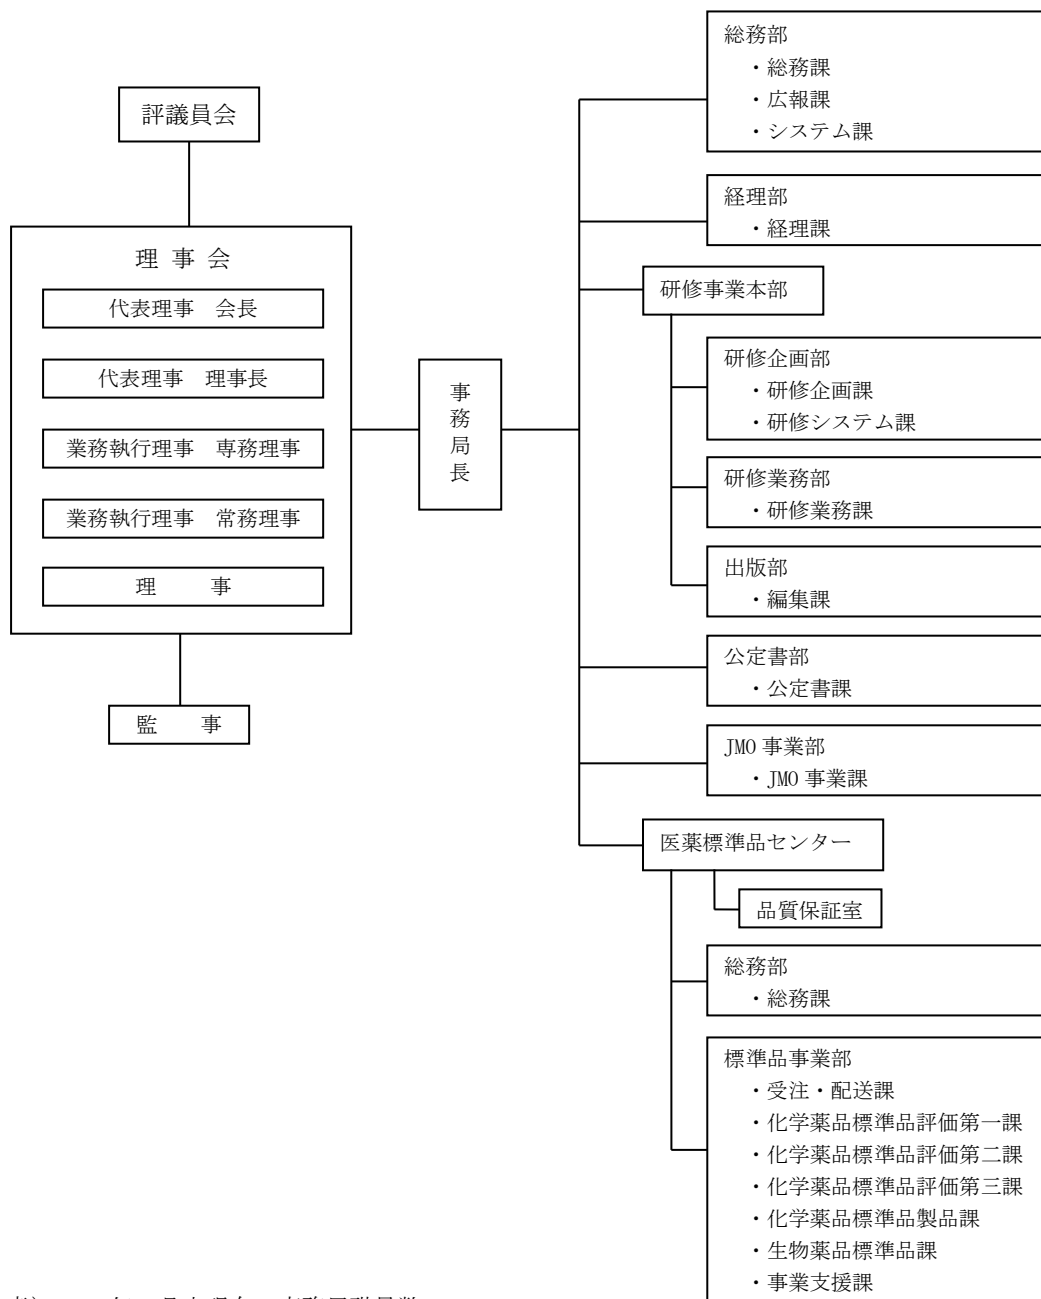 評議員会
理 事 会
代表理事　会長
代表理事　理事長
業務執行理事　専務理事
業務執行理事　常務理事
理　　事
監　　事
事務局長
総務部
・総務課
・広報課
・システム課
経理部
・経理課
研修事業本部
研修企画部
・研修企画課
・研修システム課
研修業務部
・研修業務課
出版部
・編集課
公定書部
・公定書課
JMO 事業部
・JMO 事業課
医薬標準品センター
品質保証室
総務部
・総務課
標準品事業部
・受注・配送課
・化学薬品標準品評価第一課
・化学薬品標準品評価第二課
・化学薬品標準品評価第三課
・化学薬品標準品製品課
・生物薬品標準品課
・事業支援課